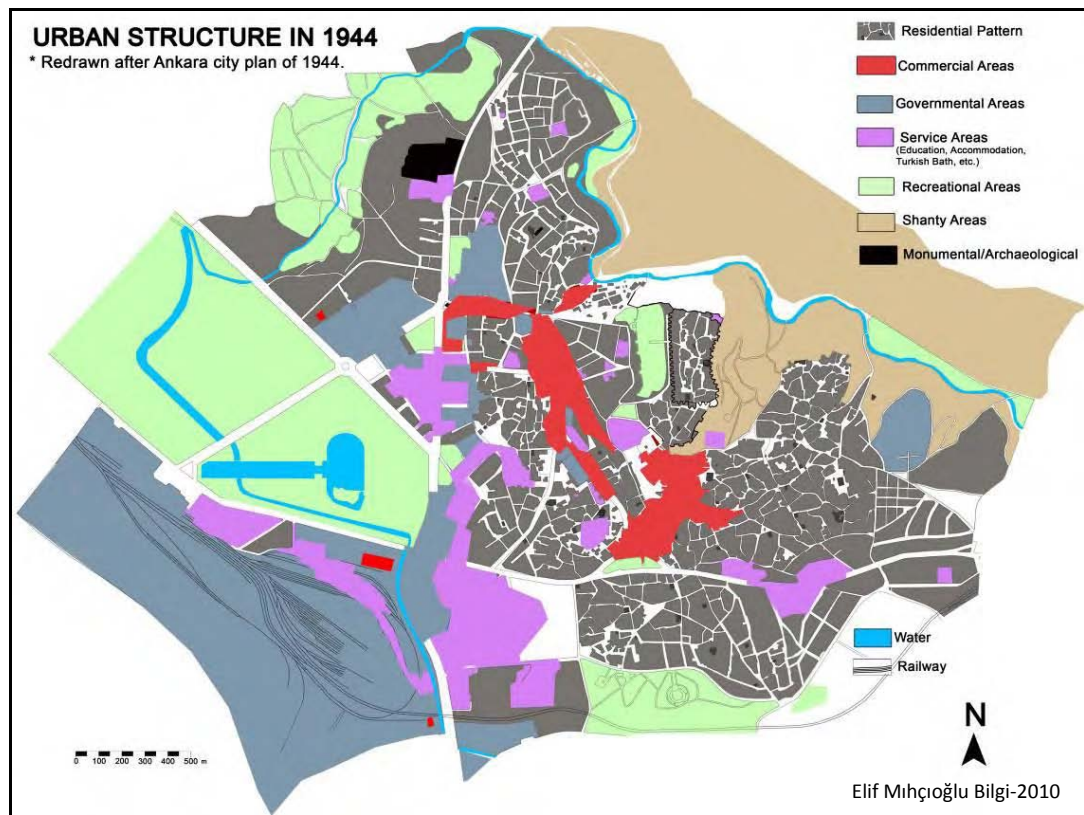 URBAN STRUCTURE IN 1944
* Redrawn after Ankara city plan of 1944.
Residential Pattern
Commercial Areas
Governmental Areas
Service Areas
(Education, Accommodation,
Turkish Bath, etc.)
Recreational Areas
Shanty Areas
Monumental/Archaeological
Water
Railway
N
0 100 200 300 400 500 m
Elif Mıhçıoğlu Bilgi-2010